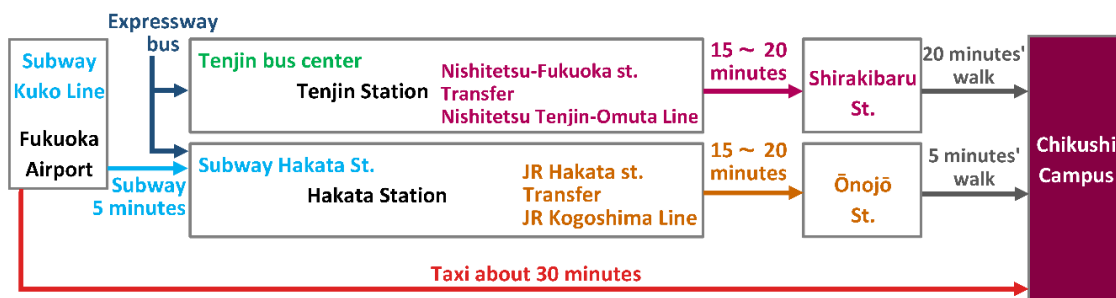 Expressway
bus
Subway
Kuko Line
Fukuoka
Airport
Subway
5 minutes
Tenjin bus center
Tenjin Station
Nishitetsu-Fukuoka st.
Transfer
Nishitetsu Tenjin-Omuta Line
15 ~ 20
minutes
Shirakibaru
St.
20 minutes'
walk
Subway Hakata St.
Hakata Station
JR Hakata st.
Transfer
JR Kogoshima Line
15 ~ 20
minutes
Ōnojō
St.
5 minutes'
walk
Chikushi
Campus
Taxi about 30 minutes